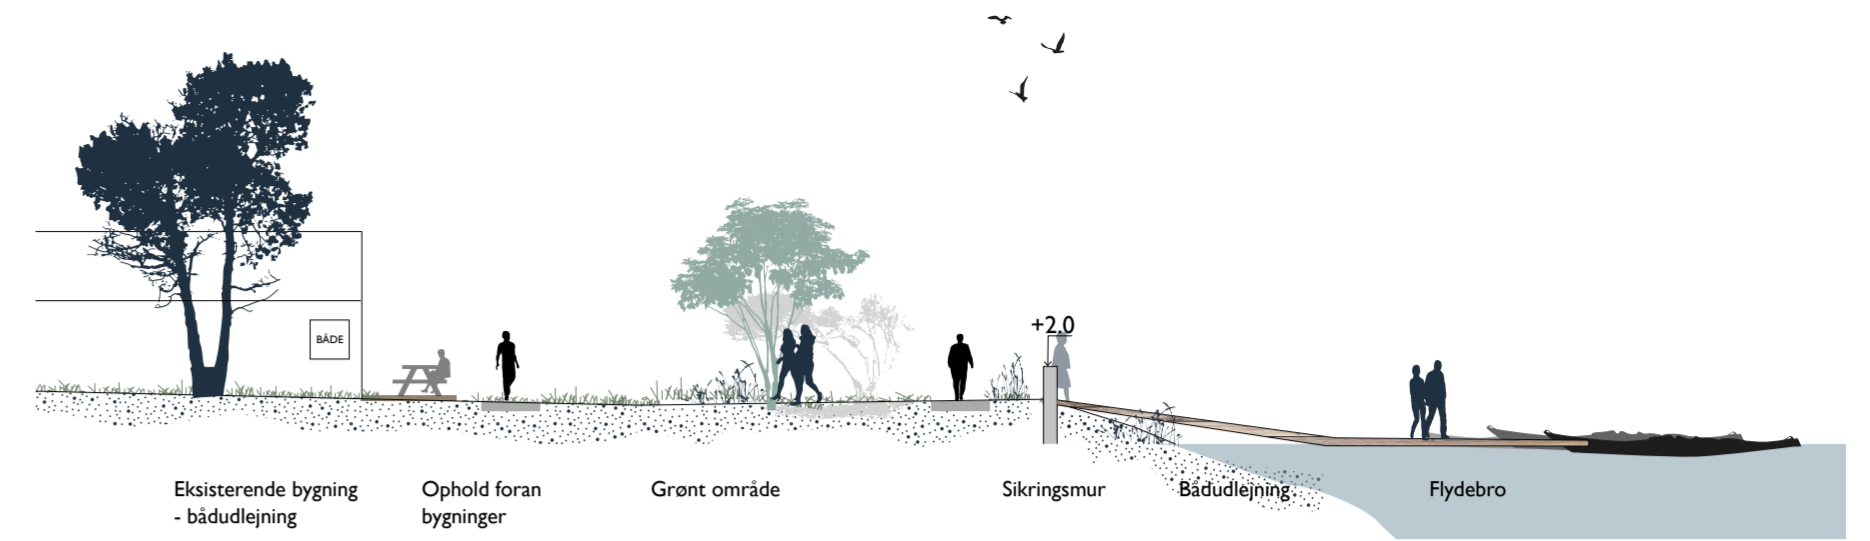 +2.0
BÅDE
Eksisterende bygning
- bådudlejning
Ophold foran
bygninger
Grønt område
Sikringsmur
Bådudlejning
Flydebro